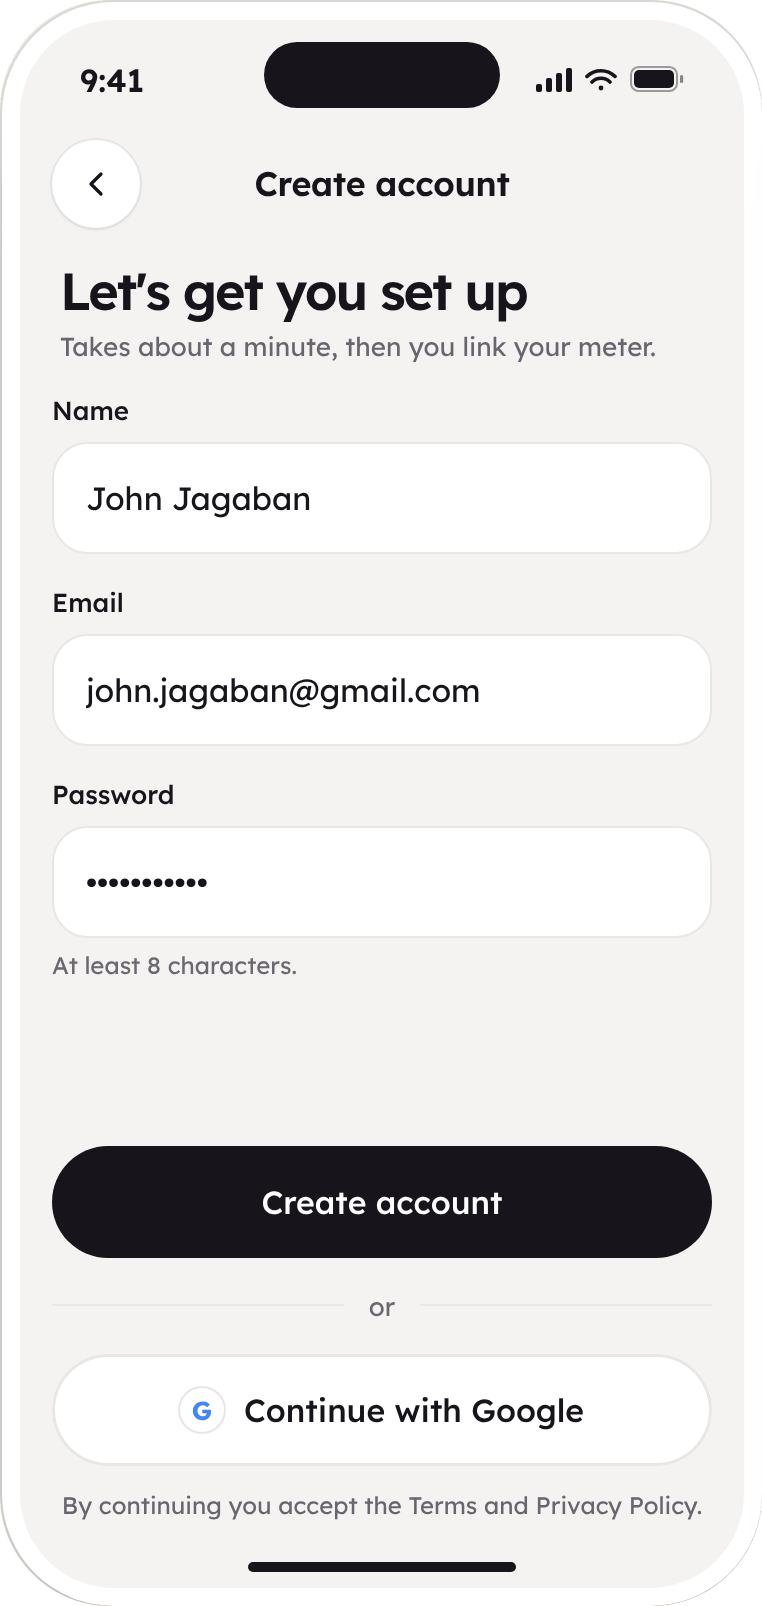 9:41
Create account
Let's get you set up
Takes about a minute, then you link your meter.
Name
John Jagaban
Email
john.jagaban@gmail.com
Password
•••••••••••
At least 8 characters.
Create account
or
G Continue with Google
By continuing you accept the Terms and Privacy Policy.